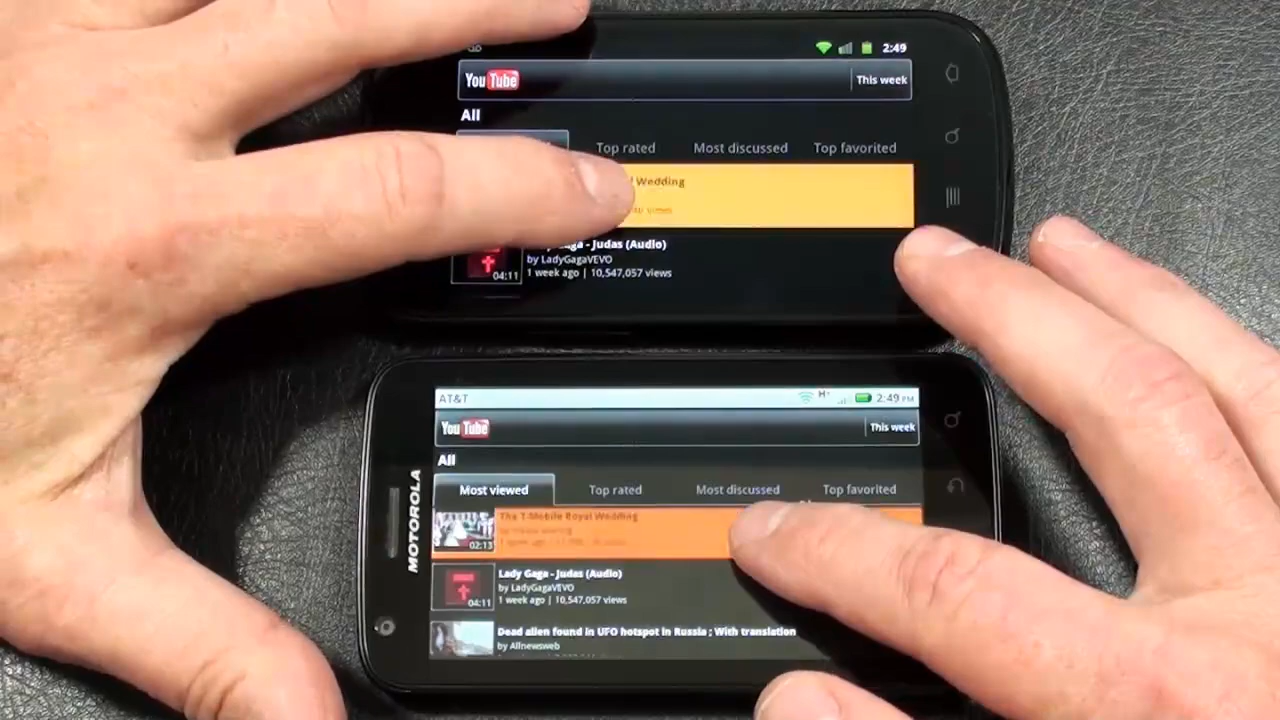 2:49
YouTube
This week
All
Top rated
Most discussed
Top favorited
Wedding
views
Gaga - Judas (Audio)
by LadyGagaVEVO
1 week ago | 10,547,057 views
04:11
AT&T
H+
2:49 PM
YouTube
This week
All
Most viewed
Top rated
Most discussed
Top favorited
The T-Mobile Royal Wedding
02:13
Lady Gaga - Judas (Audio)
by LadyGagaVEVO
1 week ago | 10,547,057 views
04:11
Dead alien found in UFO hotspot in Russia ; With translation
by Allnewsweb
MOTOROLA